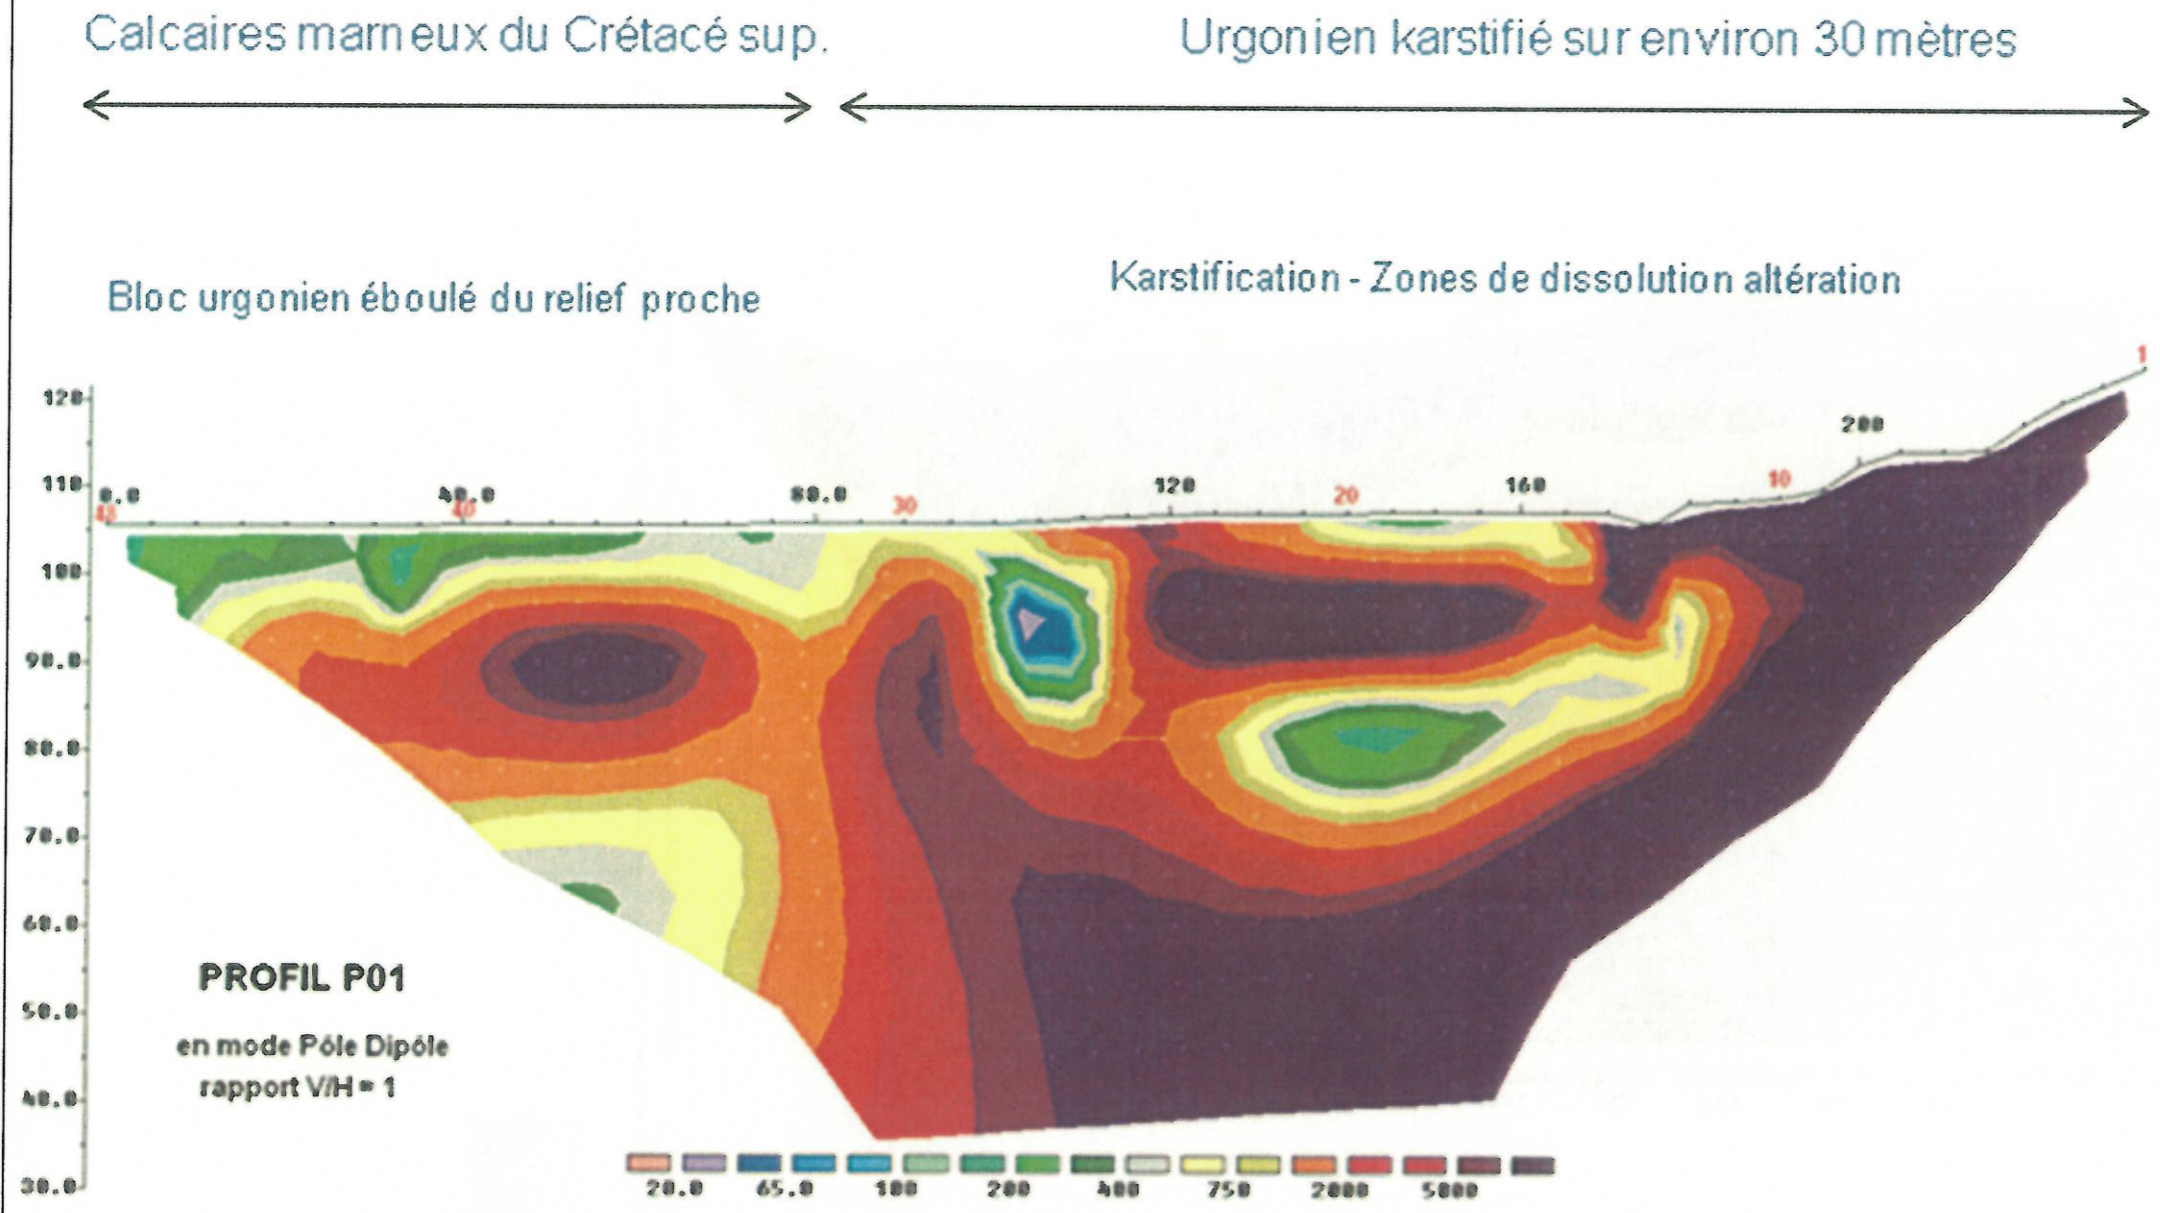 Calcaires marneux du Crétacé sup.
Urgonien karstifié sur environ 30 mètres
Bloc urgonien éboulé du relief proche
Karstification - Zones de dissolution altération
1
120
200
110
0.0
40.0
80.0
120
160
10
48
40
30
20
100
90.0
80.0
70.0
60.0
PROFIL P01
50.0
en mode Pôle Dipôle
rapport V/H = 1
40.0
30.0
20.0 65.0 100 200 400 750 2000 5000